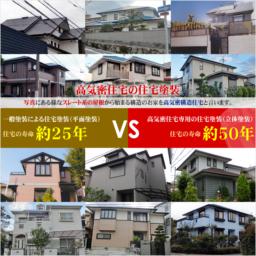 高気密住宅の住宅塗装
写真にある様なスレート系の屋根から始まる構造のお家を高気密構造住宅と言います。
一般塗装による住宅塗装(平面塗装)
住宅の寿命 約25年
VS
高気密住宅専用の住宅塗装(立体塗装)
住宅の寿命 約50年